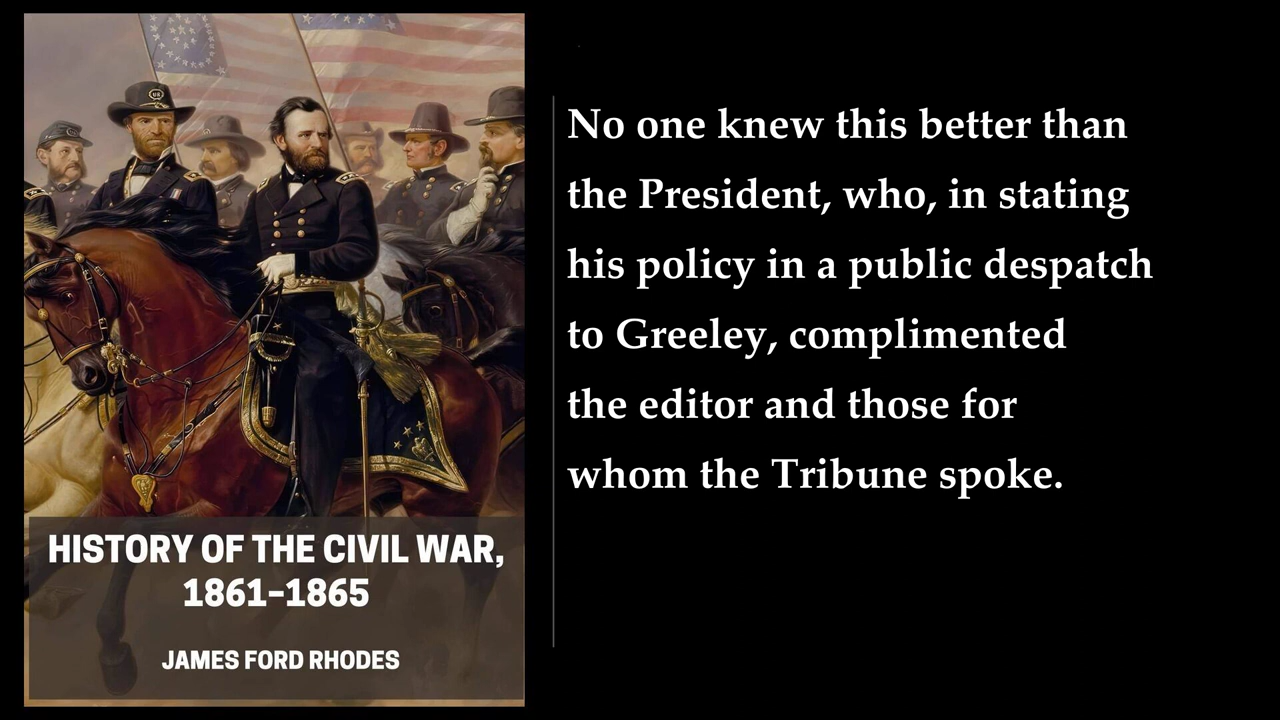 HISTORY OF THE CIVIL WAR,
1861–1865
JAMES FORD RHODES
No one knew this better than
the President, who, in stating
his policy in a public despatch
to Greeley, complimented
the editor and those for
whom the Tribune spoke.